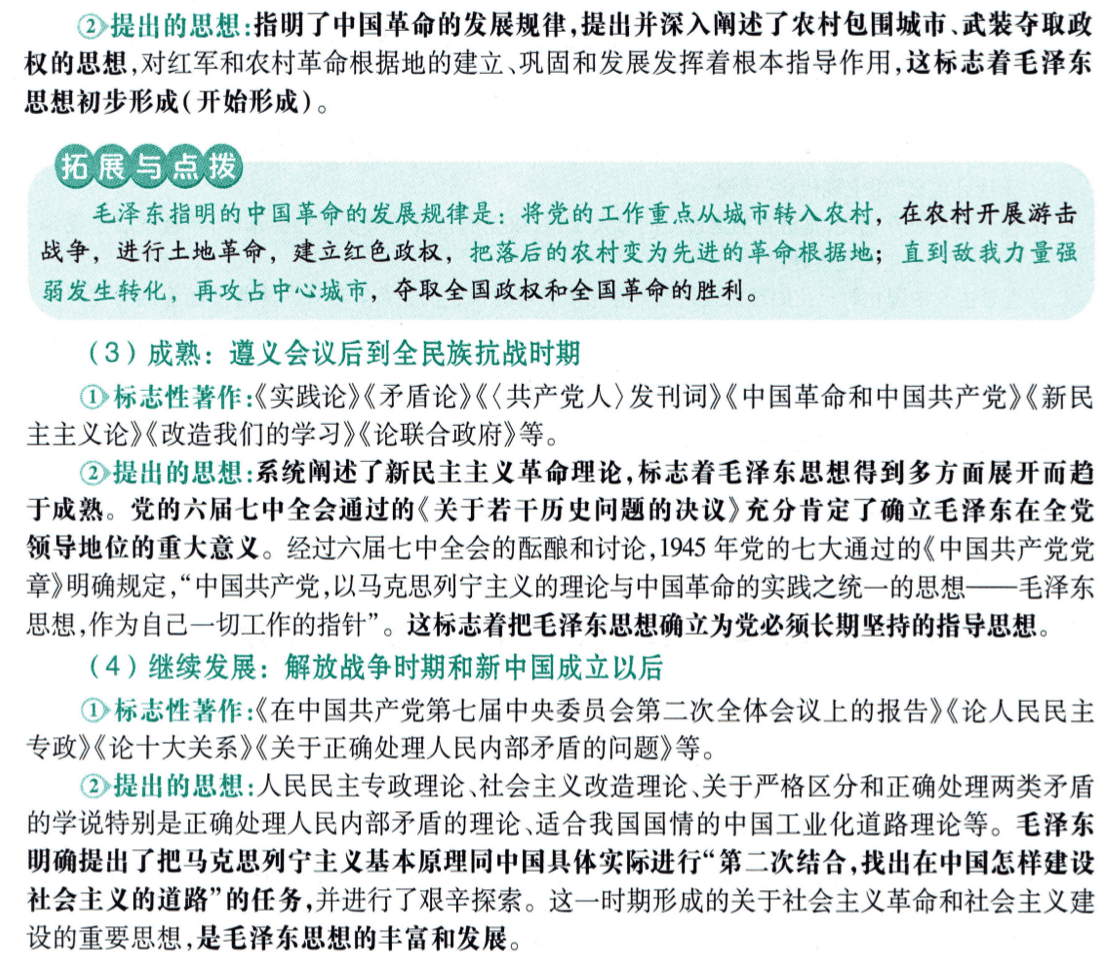 ②提出的思想:指明了中国革命的发展规律,提出并深入阐述了农村包围城市、武装夺取政
权的思想,对红军和农村革命根据地的建立、巩固和发展发挥着根本指导作用,这标志着毛泽东
思想初步形成(开始形成)。
拓展与点拨
毛泽东指明的中国革命的发展规律是：将党的工作重点从城市转入农村，在农村开展游击
战争，进行土地革命，建立红色政权，把落后的农村变为先进的革命根据地；直到敌我力量强
弱发生转化，再攻占中心城市，夺取全国政权和全国革命的胜利。
（3）成熟：遵义会议后到全民族抗战时期
①标志性著作:《实践论》《矛盾论》《〈共产党人〉发刊词》《中国革命和中国共产党》《新民
主主义论》《改造我们的学习》《论联合政府》等。
②提出的思想:系统阐述了新民主主义革命理论,标志着毛泽东思想得到多方面展开而趋
于成熟。党的六届七中全会通过的《关于若干历史问题的决议》充分肯定了确立毛泽东在全党
领导地位的重大意义。经过六届七中全会的酝酿和讨论,1945 年党的七大通过的《中国共产党党
章》明确规定,“中国共产党,以马克思列宁主义的理论与中国革命的实践之统一的思想——毛泽东
思想,作为自己一切工作的指针”。这标志着把毛泽东思想确立为党必须长期坚持的指导思想。
（4）继续发展：解放战争时期和新中国成立以后
①标志性著作:《在中国共产党第七届中央委员会第二次全体会议上的报告》《论人民民主
专政》《论十大关系》《关于正确处理人民内部矛盾的问题》等。
②提出的思想:人民民主专政理论、社会主义改造理论、关于严格区分和正确处理两类矛盾
的学说特别是正确处理人民内部矛盾的理论、适合我国国情的中国工业化道路理论等。毛泽东
明确提出了把马克思列宁主义基本原理同中国具体实际进行“第二次结合,找出在中国怎样建设
社会主义的道路”的任务,并进行了艰辛探索。这一时期形成的关于社会主义革命和社会主义建
设的重要思想,是毛泽东思想的丰富和发展。